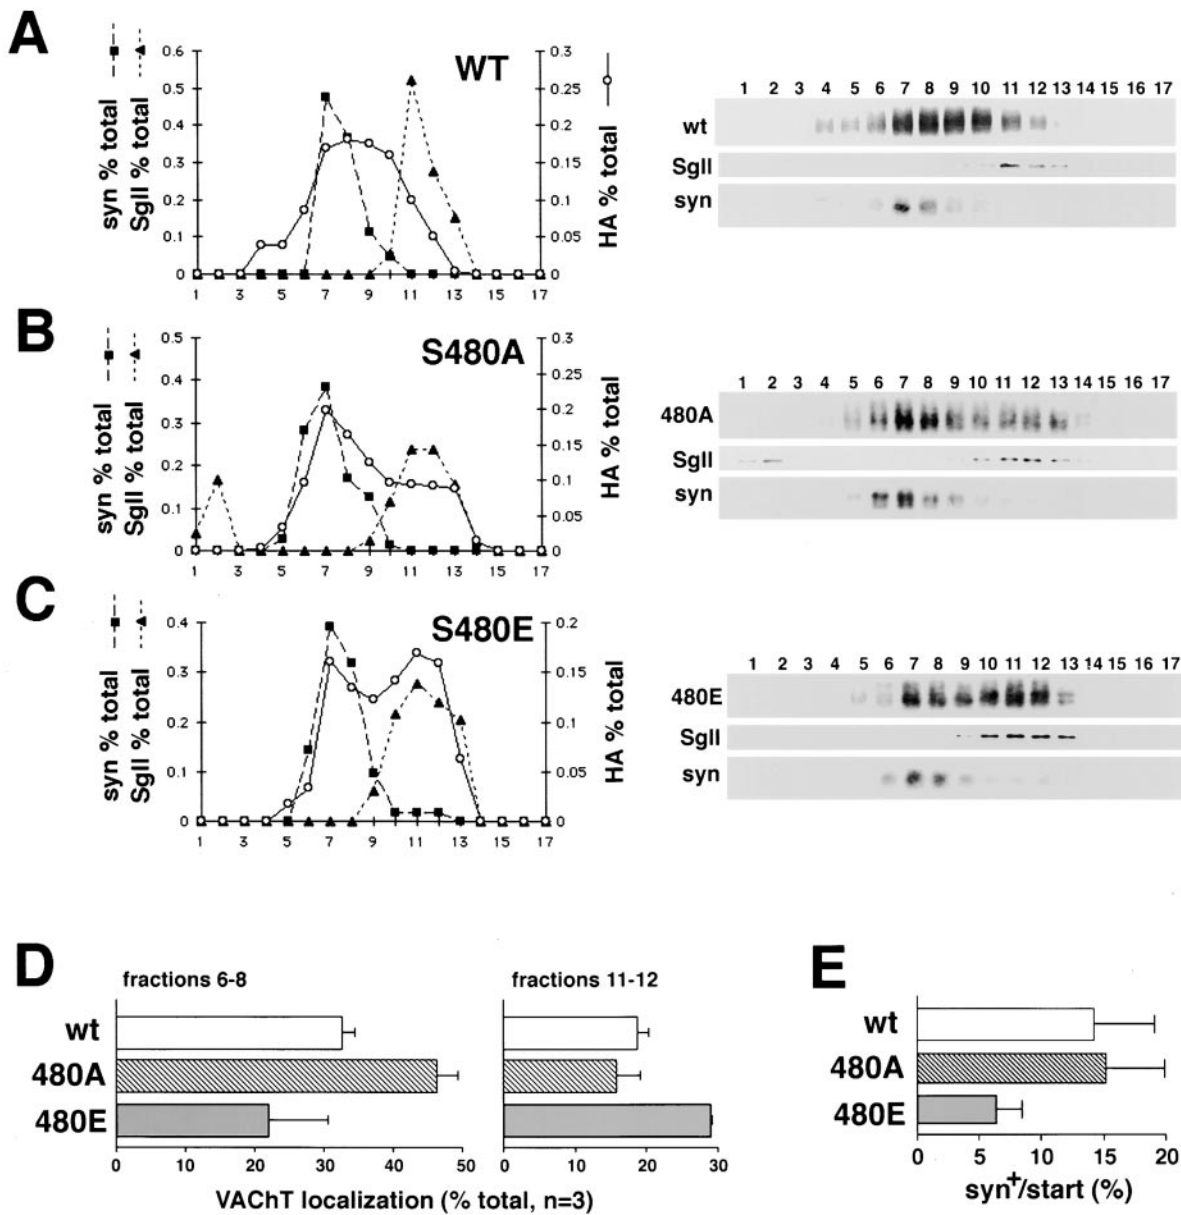 A
WT
syn % total
SgII % total
HA % total
0.6
0.5
0.4
0.3
0.2
0.1
0
0.3
0.25
0.2
0.15
0.1
0.05
0
1 3 5 7 9 11 13 15 17
1 2 3 4 5 6 7 8 9 10 11 12 13 14 15 16 17
wt
SgII
syn
B
S480A
syn % total
SgII % total
HA % total
0.5
0.4
0.3
0.2
0.1
0
0.3
0.25
0.2
0.15
0.1
0.05
0
1 3 5 7 9 11 13 15 17
1 2 3 4 5 6 7 8 9 10 11 12 13 14 15 16 17
480A
SgII
syn
C
S480E
syn % total
SgII % total
HA % total
0.4
0.3
0.2
0.1
0
0.2
0.15
0.1
0.05
0
1 3 5 7 9 11 13 15 17
1 2 3 4 5 6 7 8 9 10 11 12 13 14 15 16 17
480E
SgII
syn
D
fractions 6-8
fractions 11-12
wt
480A
480E
0 10 20 30 40 50
0 10 20 30
VAChT localization (% total, n=3)
E
wt
480A
480E
0 5 10 15 20
syn+/start (%)